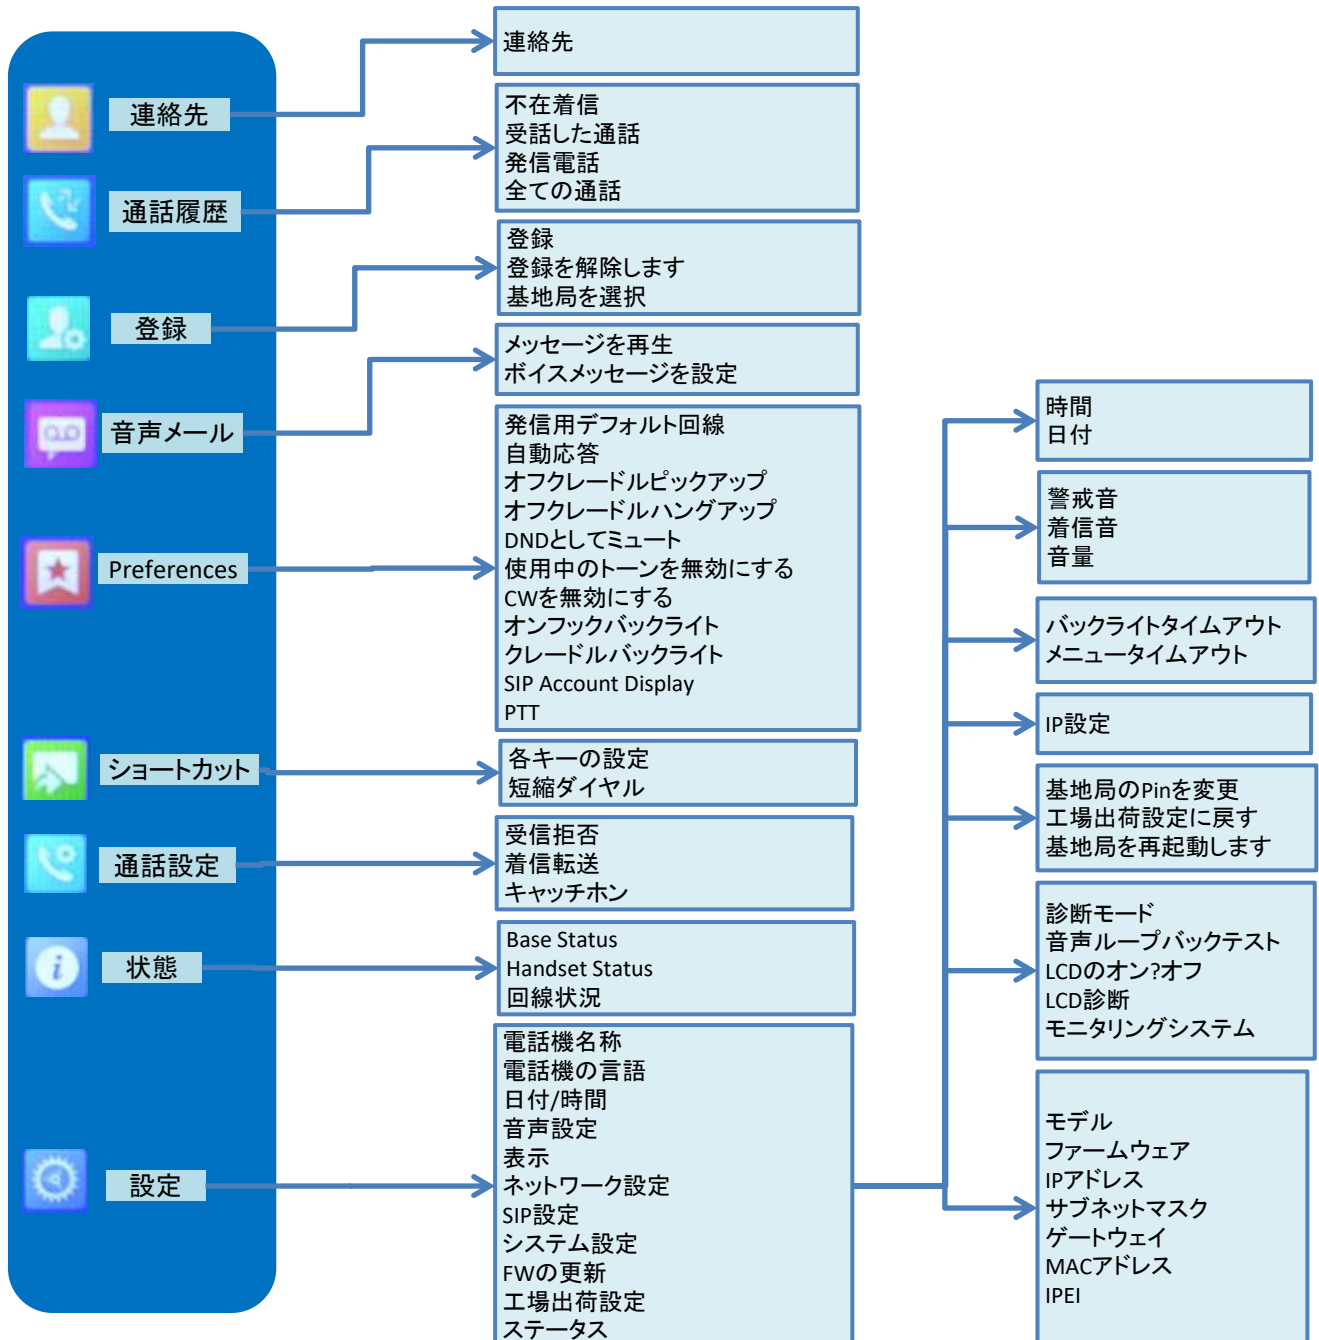 連絡先
通話履歴
登録
音声メール
Preferences
ショートカット
通話設定
状態
設定
連絡先
不在着信
受話した通話
発信電話
全ての通話
登録
登録を解除します
基地局を選択
メッセージを再生
ボイスメッセージを設定
発信用デフォルト回線
自動応答
オフクレードルピックアップ
オフクレードルハングアップ
DNDとしてミュート
使用中のトーンを無効にする
CWを無効にする
オンフックバックライト
クレードルバックライト
SIP Account Display
PTT
各キーの設定
短縮ダイヤル
受信拒否
着信転送
キャッチホン
Base Status
Handset Status
回線状況
電話機名称
電話機の言語
日付/時間
音声設定
表示
ネットワーク設定
SIP設定
システム設定
FWの更新
工場出荷設定
ステータス
時間
日付
警戒音
着信音
音量
バックライトタイムアウト
メニュータイムアウト
IP設定
基地局のPinを変更
工場出荷設定に戻す
基地局を再起動します
診断モード
音声ループバックテスト
LCDのオン?オフ
LCD診断
モニタリングシステム
モデル
ファームウェア
IPアドレス
サブネットマスク
ゲートウェイ
MACアドレス
IPEI